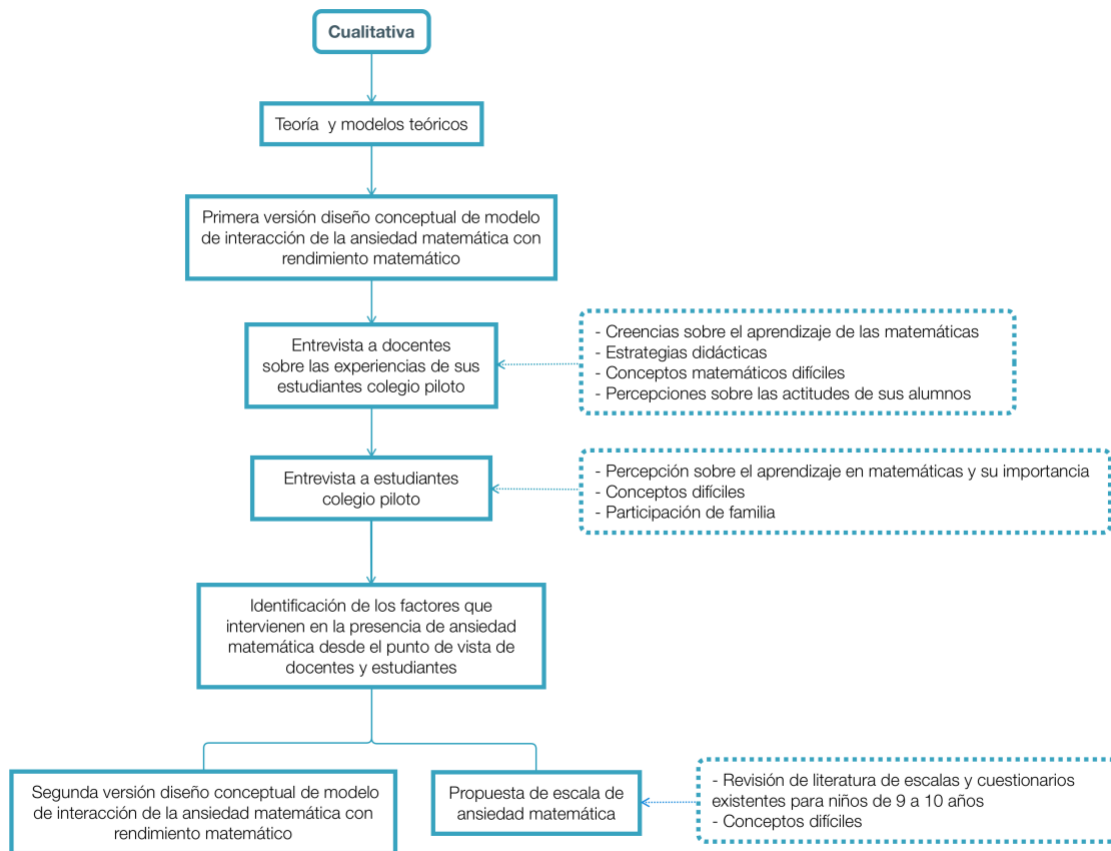 Cualitativa
Teoría y modelos teóricos
Primera versión diseño conceptual de modelo
de interacción de la ansiedad matemática con
rendimiento matemático
Entrevista a docentes
sobre las experiencias de sus
estudiantes colegio piloto
- Creencias sobre el aprendizaje de las matemáticas
- Estrategias didácticas
- Conceptos matemáticos difíciles
- Percepciones sobre las actitudes de sus alumnos
Entrevista a estudiantes
colegio piloto
- Percepción sobre el aprendizaje en matemáticas y su importancia
- Conceptos difíciles
- Participación de familia
Identificación de los factores que
intervienen en la presencia de ansiedad
matemática desde el punto de vista de
docentes y estudiantes
Segunda versión diseño conceptual de modelo
de interacción de la ansiedad matemática con
rendimiento matemático
Propuesta de escala de
ansiedad matemática
- Revisión de literatura de escalas y cuestionarios
existentes para niños de 9 a 10 años
- Conceptos difíciles